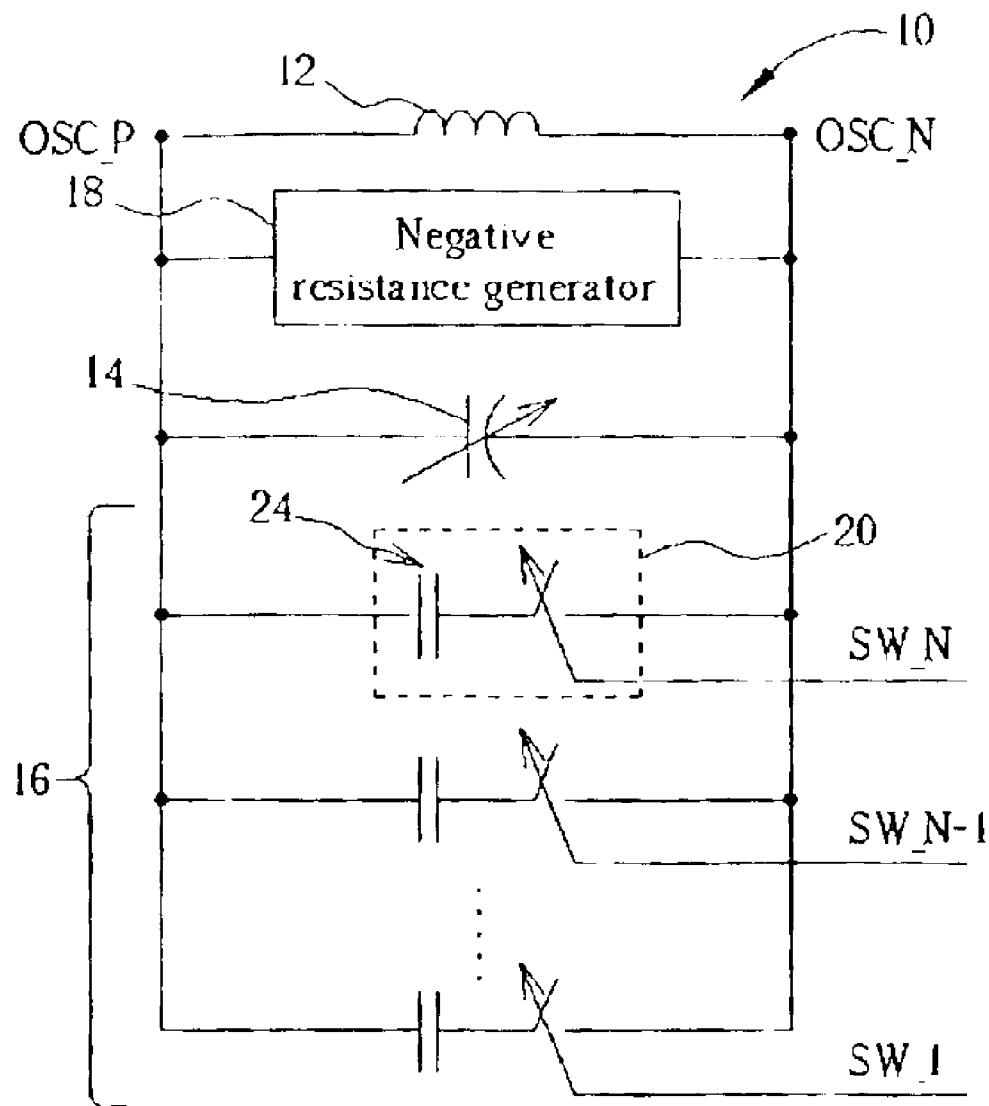 10
12
OSC_P
OSC_N
18
Negative
resistance generator
14
24
20
SW_N
16
SW_N-1
SW_1